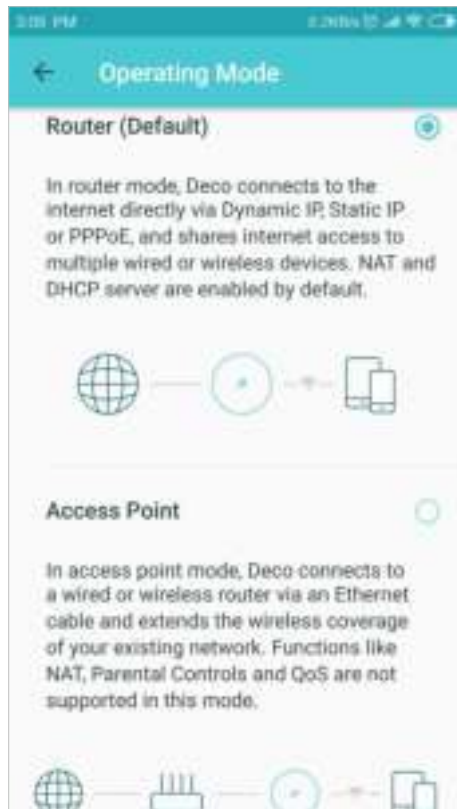 3:05 PM
Operating Mode
Router (Default)
In router mode, Deco connects to the
internet directly via Dynamic IP, Static IP
or PPPoE, and shares internet access to
multiple wired or wireless devices. NAT and
DHCP server are enabled by default.
Access Point
In access point mode, Deco connects to
a wired or wireless router via an Ethernet
cable and extends the wireless coverage
of your existing network. Functions like
NAT, Parental Controls and QoS are not
supported in this mode.